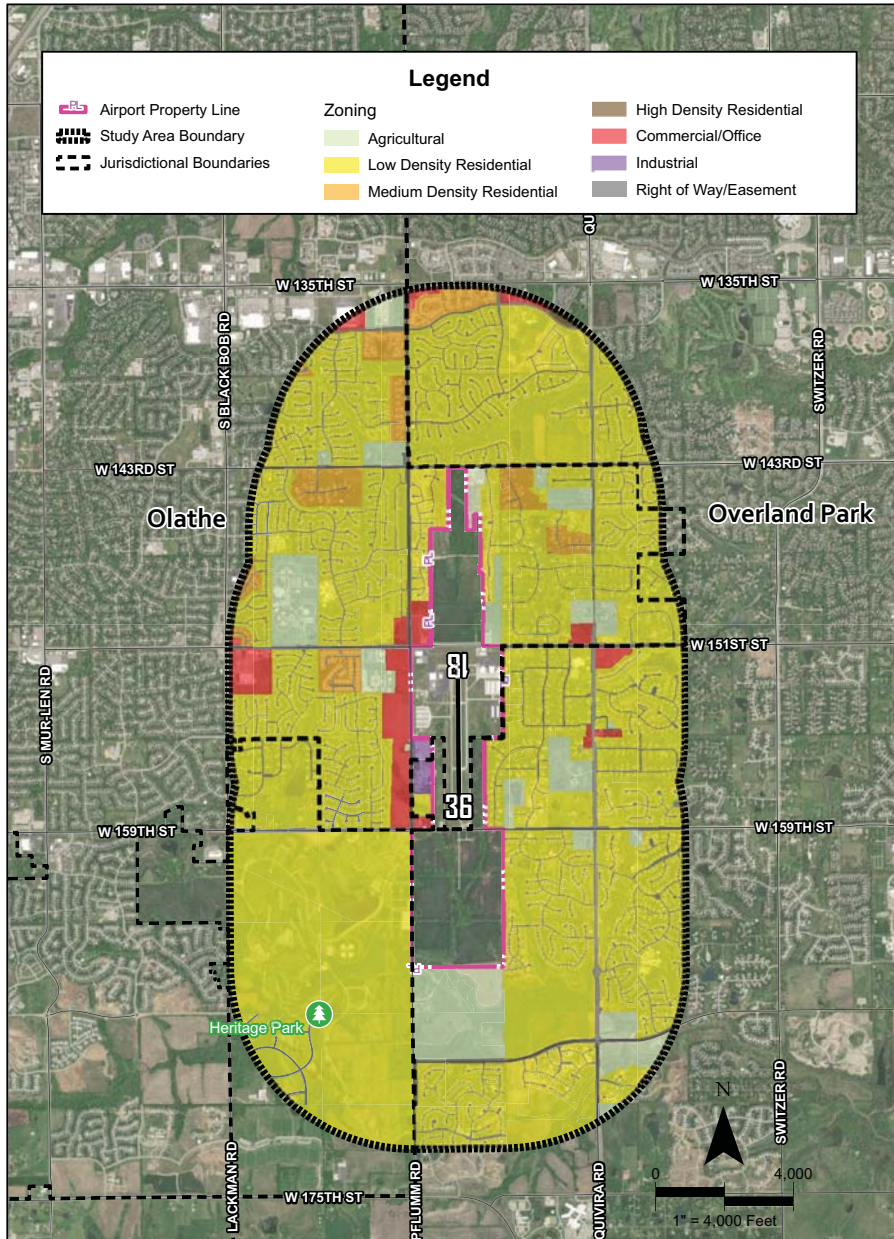 Legend
PL
Airport Property Line
Study Area Boundary
Jurisdictional Boundaries
Zoning
Agricultural
Low Density Residential
Medium Density Residential
High Density Residential
Commercial/Office
Industrial
Right of Way/Easement
QU
W 135TH ST
W 135TH ST
S BLACK BOB RD
SWITZER RD
W 143RD ST
W 143RD ST
Olathe
Overland Park
PL
PL
W 151ST ST
18
S MUR-LEN RD
36
W 159TH ST
W 159TH ST
Heritage Park
N
SWITZER RD
LACKMAN RD
PFLUMM RD
QUIVIRA RD
0 4,000
W 175TH ST
1" = 4,000 Feet